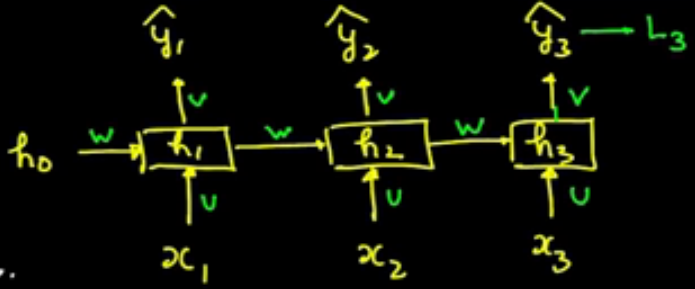 ŷ₁ ŷ₂ ŷ₃ → L₃
v v v
h₀ w h₁ w h₂ w h₃
U U U
x₁ x₂ x₃